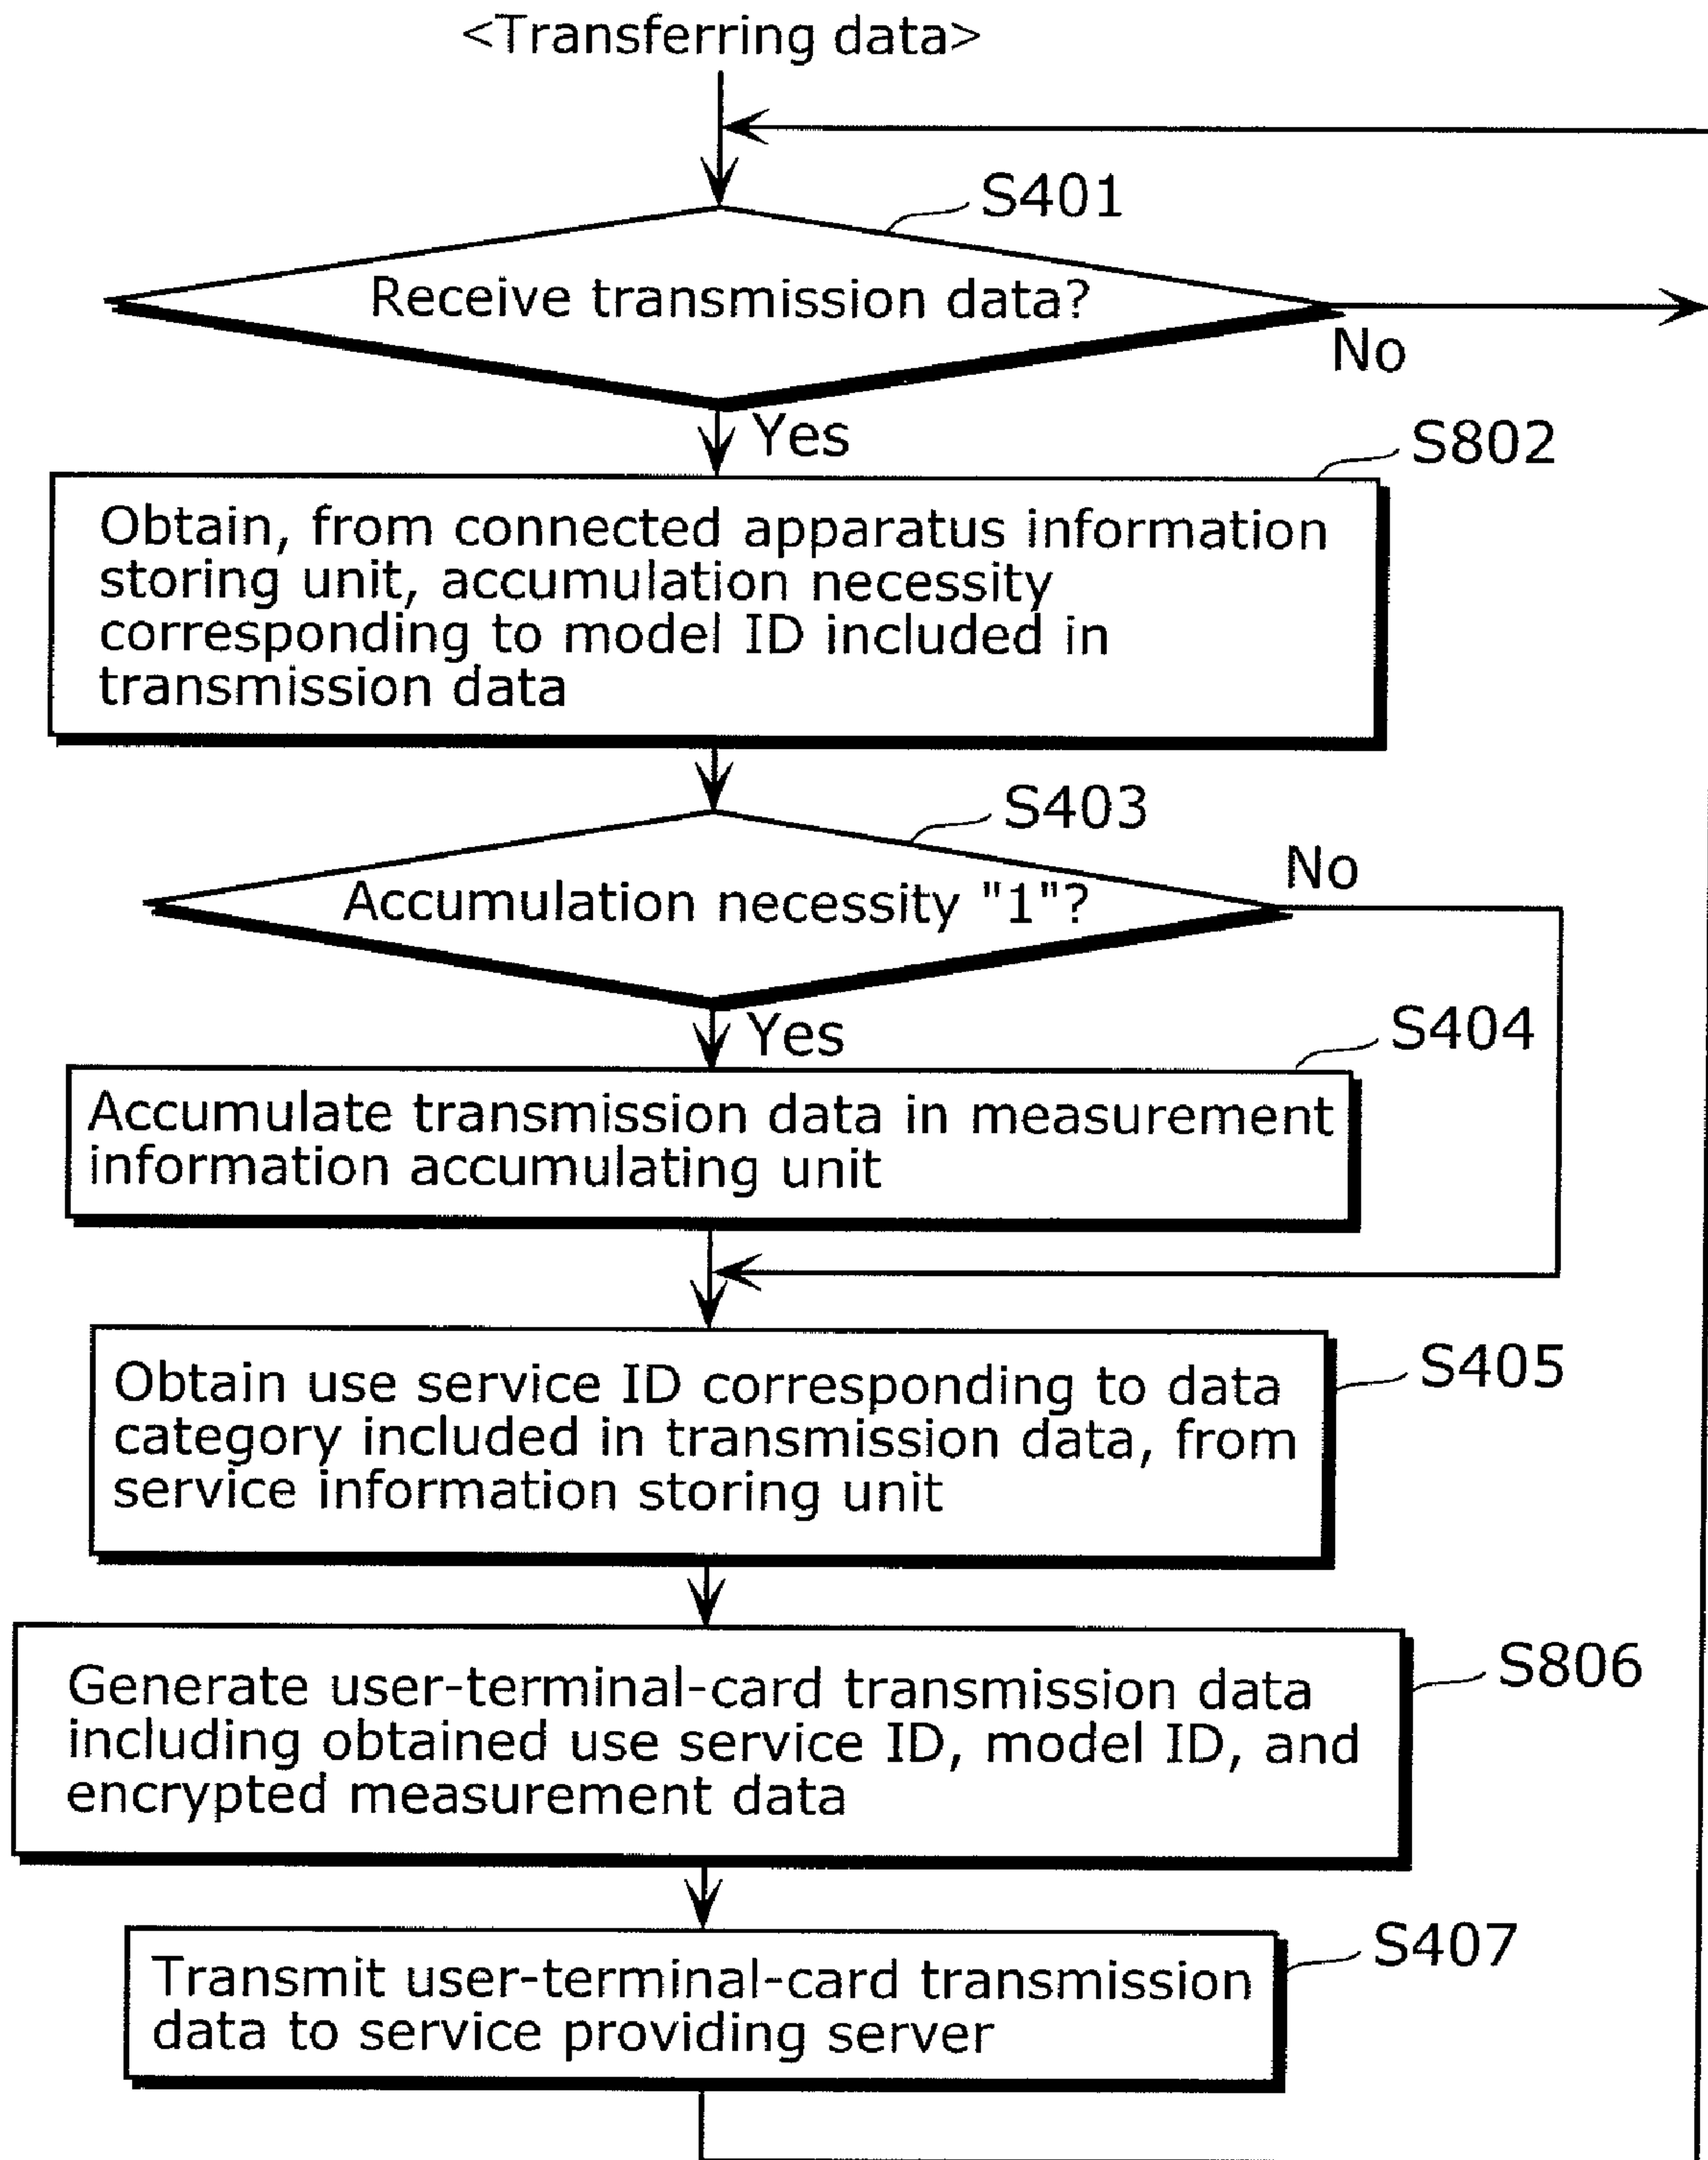 <Transferring data>
S401
Receive transmission data?
No
Yes
S802
Obtain, from connected apparatus information
storing unit, accumulation necessity
corresponding to model ID included in
transmission data
S403
No
Accumulation necessity "1"?
Yes
S404
Accumulate transmission data in measurement
information accumulating unit
S405
Obtain use service ID corresponding to data
category included in transmission data, from
service information storing unit
S806
Generate user-terminal-card transmission data
including obtained use service ID, model ID, and
encrypted measurement data
S407
Transmit user-terminal-card transmission
data to service providing server